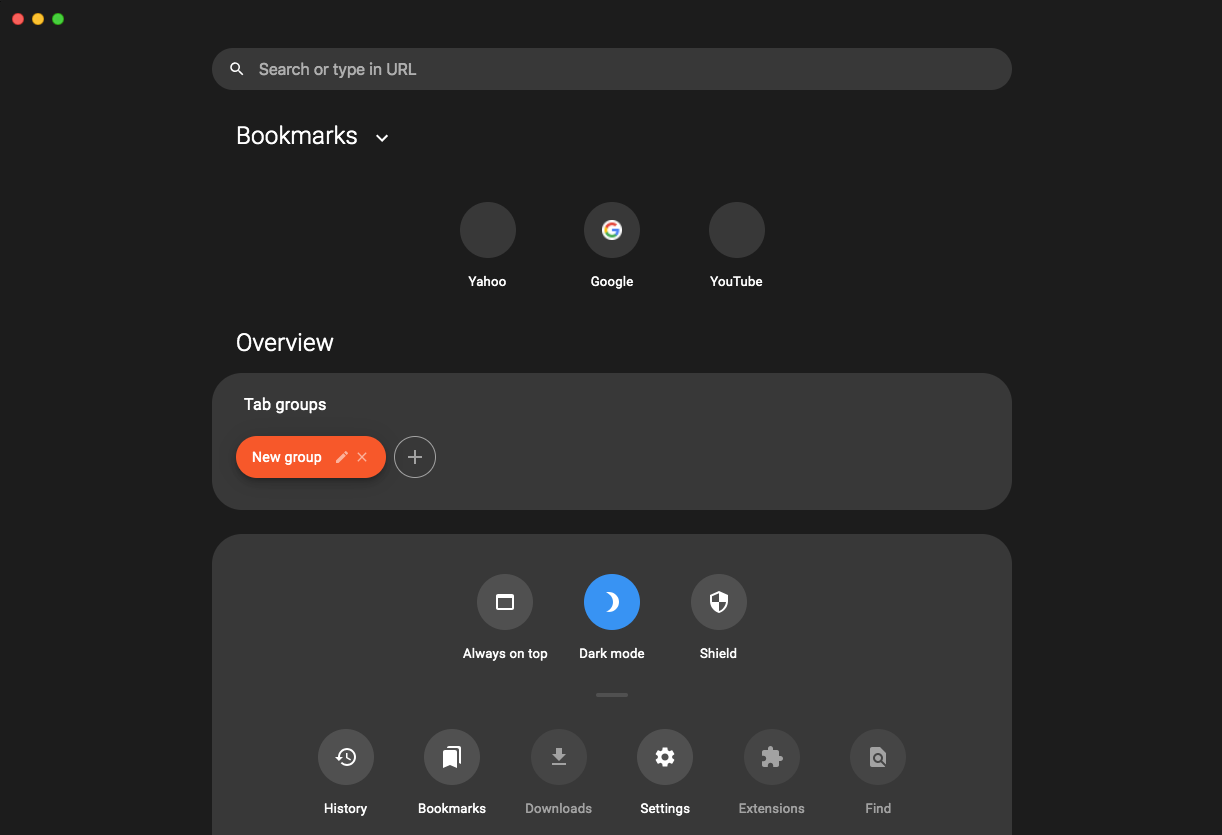 Search or type in URL
Bookmarks
Yahoo
Google
YouTube
Overview
Tab groups
New group
Always on top
Dark mode
Shield
History
Bookmarks
Downloads
Settings
Extensions
Find